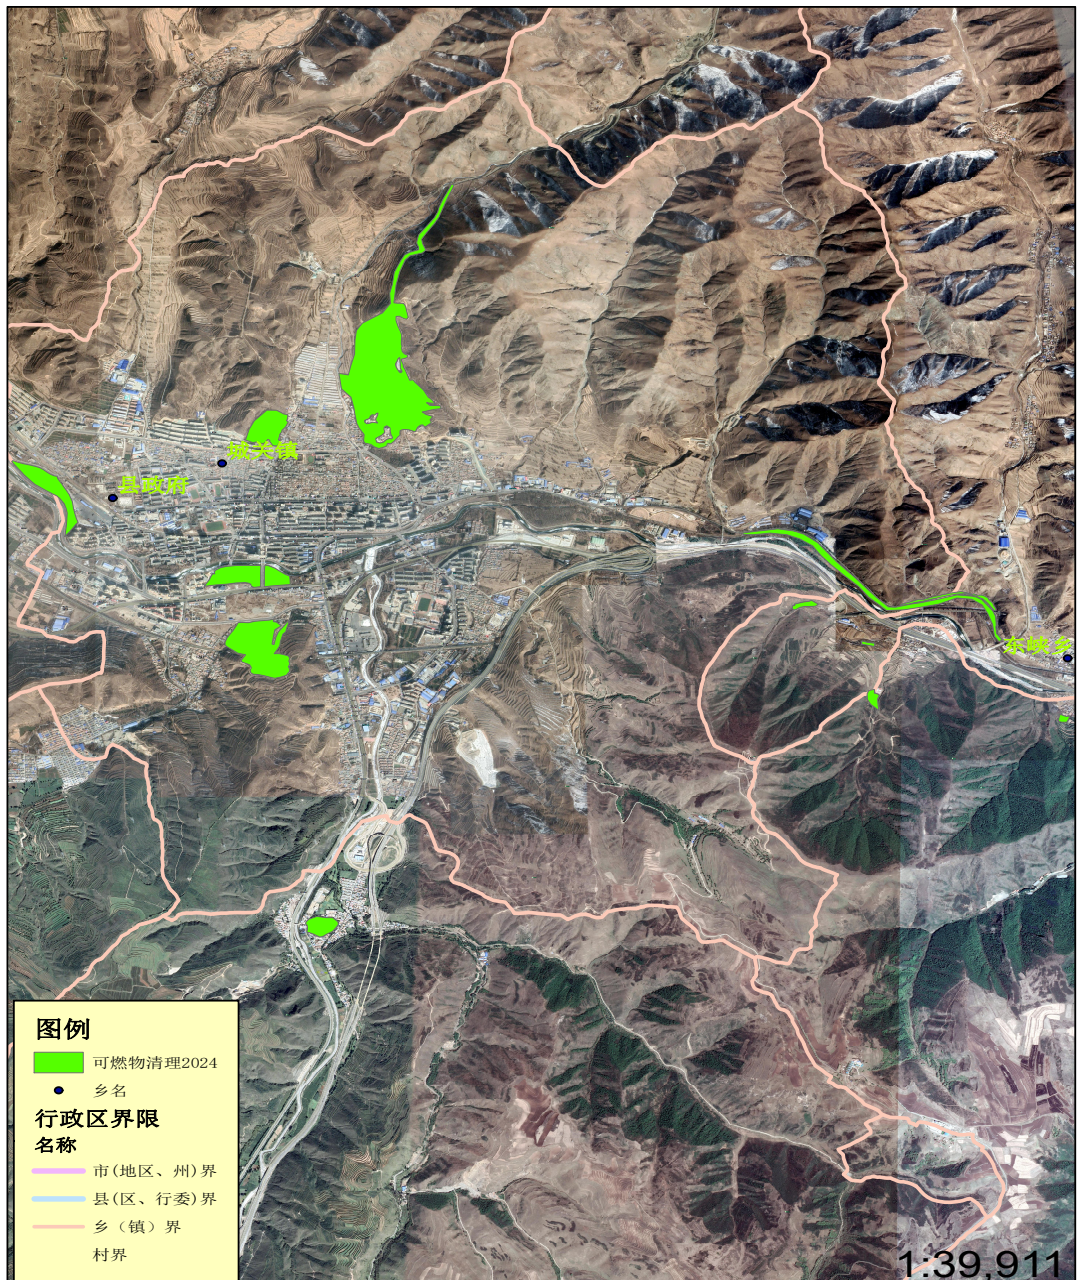 城关镇
县政府
东峡乡
图例
可燃物清理2024
乡名
行政区界限
名称
市(地区、州)界
县(区、行委)界
乡（镇）界
村界
1:39,911